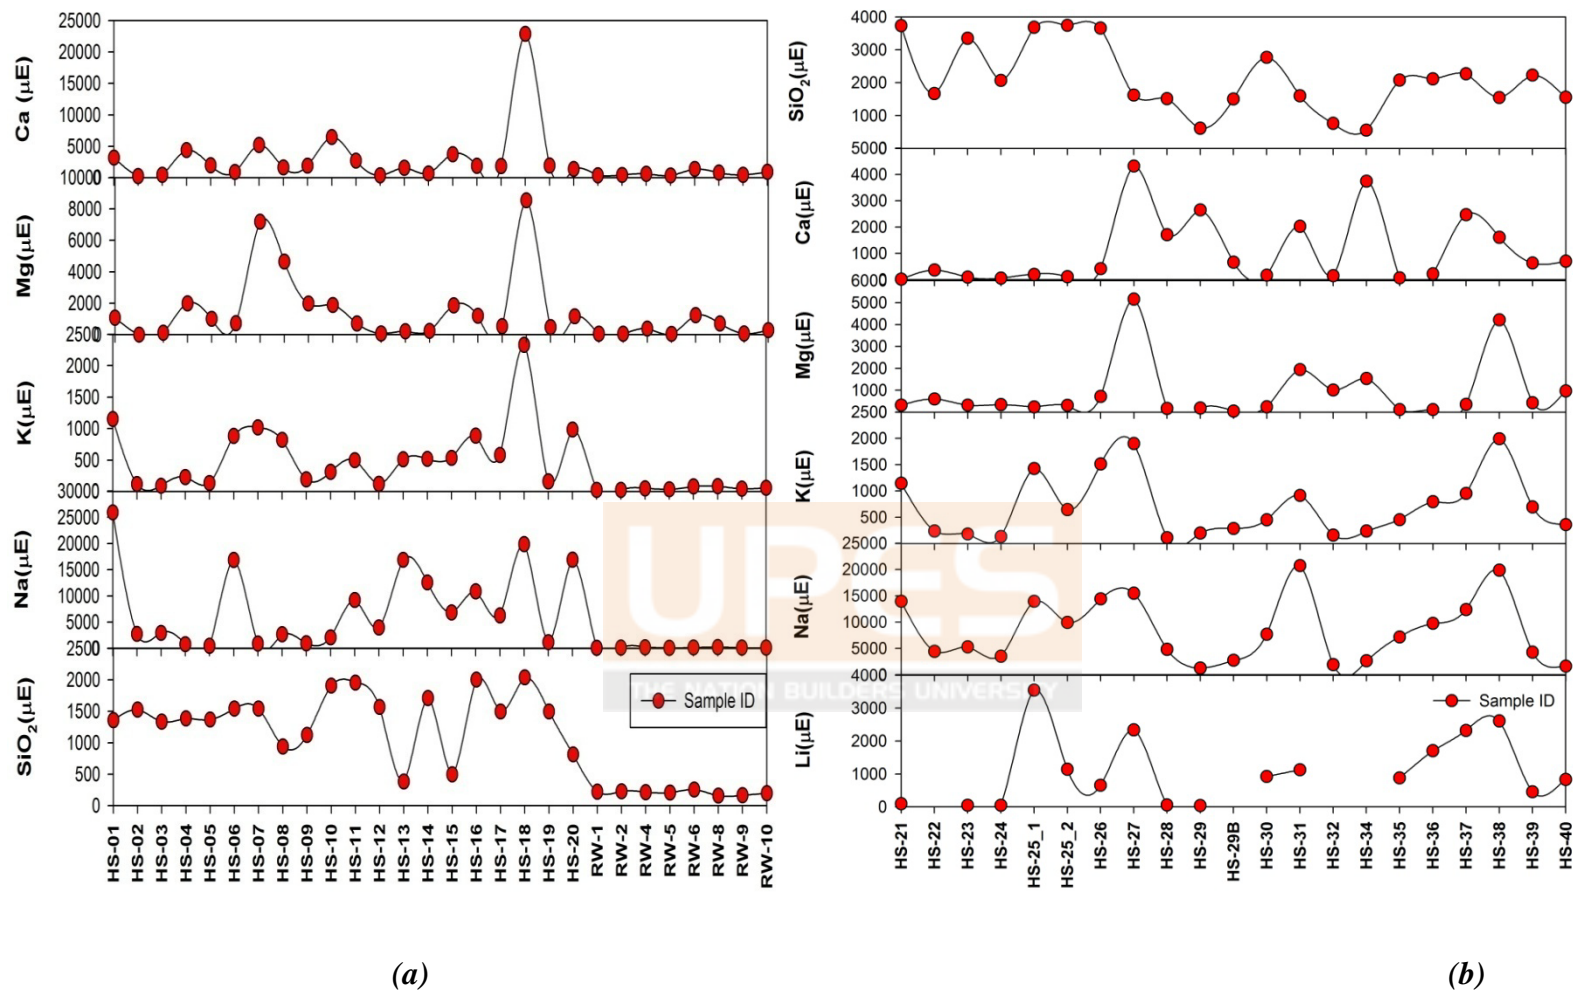 25000
20000
15000
10000
5000
0
Ca (µE)
10000
8000
6000
4000
2000
0
Mg(µE)
2500
2000
1500
1000
500
0
K(µE)
30000
25000
20000
15000
10000
5000
0
Na(µE)
2500
2000
1500
1000
500
0
SiO2(µE)
Sample ID
HS-01
HS-02
HS-03
HS-04
HS-05
HS-06
HS-07
HS-08
HS-09
HS-10
HS-11
HS-12
HS-13
HS-14
HS-15
HS-16
HS-17
HS-18
HS-19
HS-20
RW-1
RW-2
RW-4
RW-5
RW-6
RW-8
RW-9
RW-10
(a)
4000
3000
2000
1000
SiO2(µE)
5000
4000
3000
2000
1000
Ca(µE)
6000
5000
4000
3000
2000
1000
Mg(µE)
2500
2000
1500
1000
500
K(µE)
25000
20000
15000
10000
5000
Na(µE)
4000
3000
2000
1000
0
Li(µE)
Sample ID
HS-21
HS-22
HS-23
HS-24
HS-25_1
HS-25_2
HS-26
HS-27
HS-28
HS-29
HS-29B
HS-30
HS-31
HS-32
HS-34
HS-35
HS-36
HS-37
HS-38
HS-39
HS-40
(b)
UPES
THE NATION BUILDERS UNIVERSITY